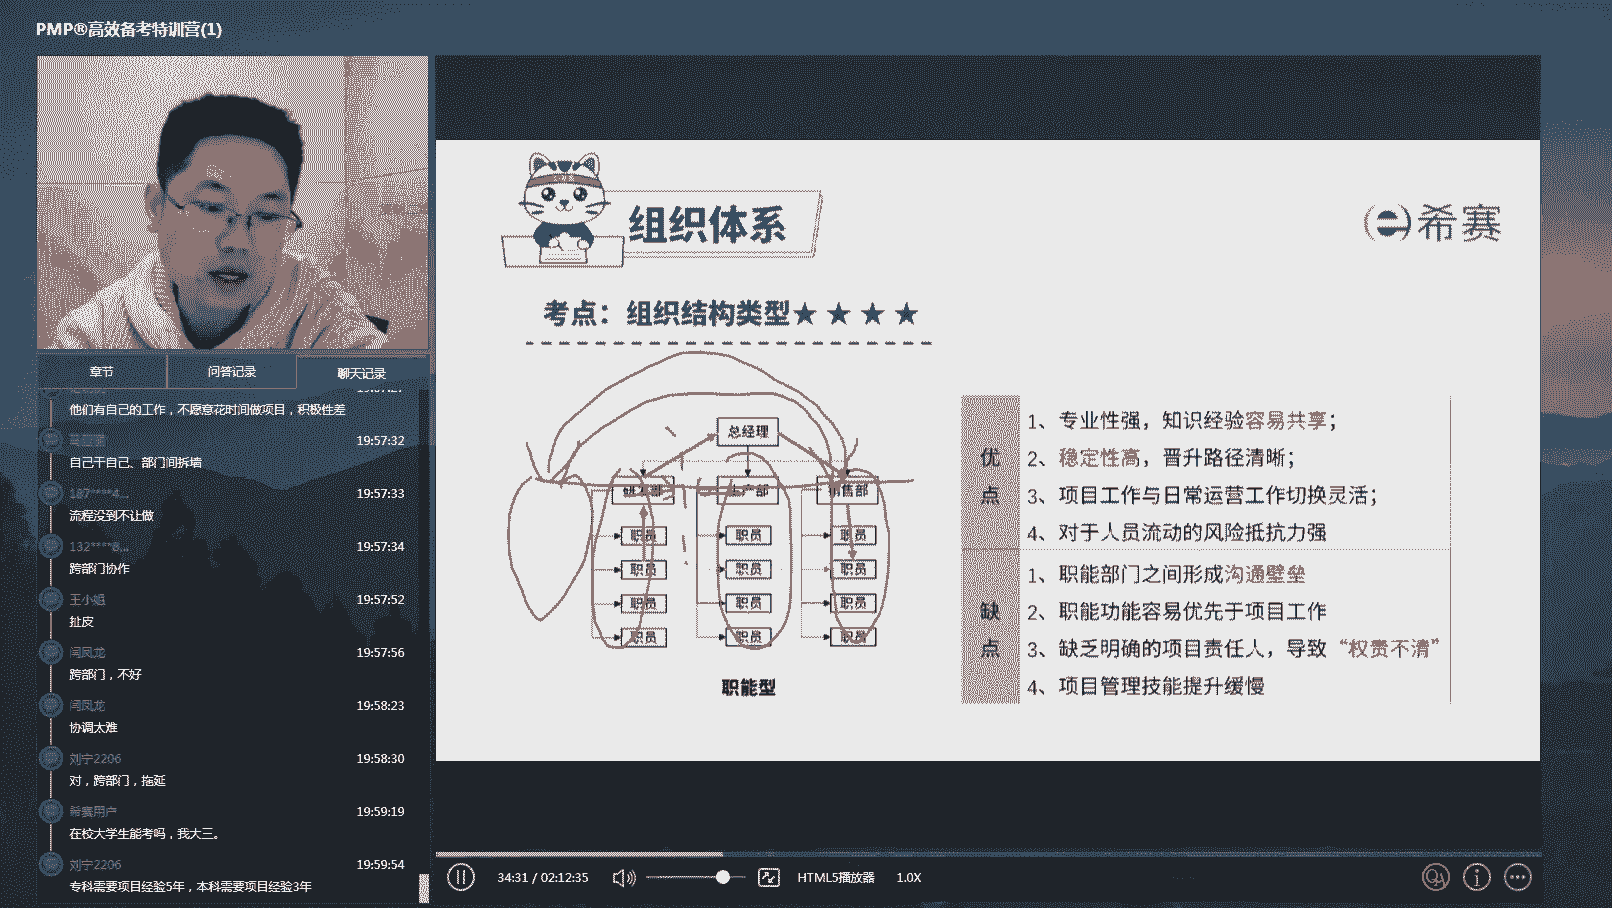 PMP®高效备考特训营(1)
章节
问答记录
聊天记录
他们有自己的工作，不愿意花时间做项目，积极性差
19:57:32
自己干自己、部门间拆墙
187****4...
19:57:33
流程没到不让做
132****8...
19:57:34
跨部门协作
王小姐
19:57:52
扯皮
闫凤龙
19:57:56
跨部门，不好
闫凤龙
19:58:23
协调太难
刘宁2206
19:58:30
对，跨部门，拖延
希赛用户
19:59:19
在校大学生能考吗，我大三。
刘宁2206
19:59:54
专科需要项目经验5年，本科需要项目经验3年
组织体系
希赛
考点：组织结构类型★ ★ ★ ★
总经理
研发部
生产部
销售部
职员
职员
职员
职员
职员
职员
职员
职员
职员
职员
职员
职员
职能型
优点
1、专业性强，知识经验容易共享；
2、稳定性高，晋升路径清晰；
3、项目工作与日常运营工作切换灵活；
4、对于人员流动的风险抵抗力强
缺点
1、职能部门之间形成沟通壁垒
2、职能功能容易优先于项目工作
3、缺乏明确的项目责任人，导致“权责不清”
4、项目管理技能提升缓慢
34:31 / 02:12:35
HTML5播放器
1.0X